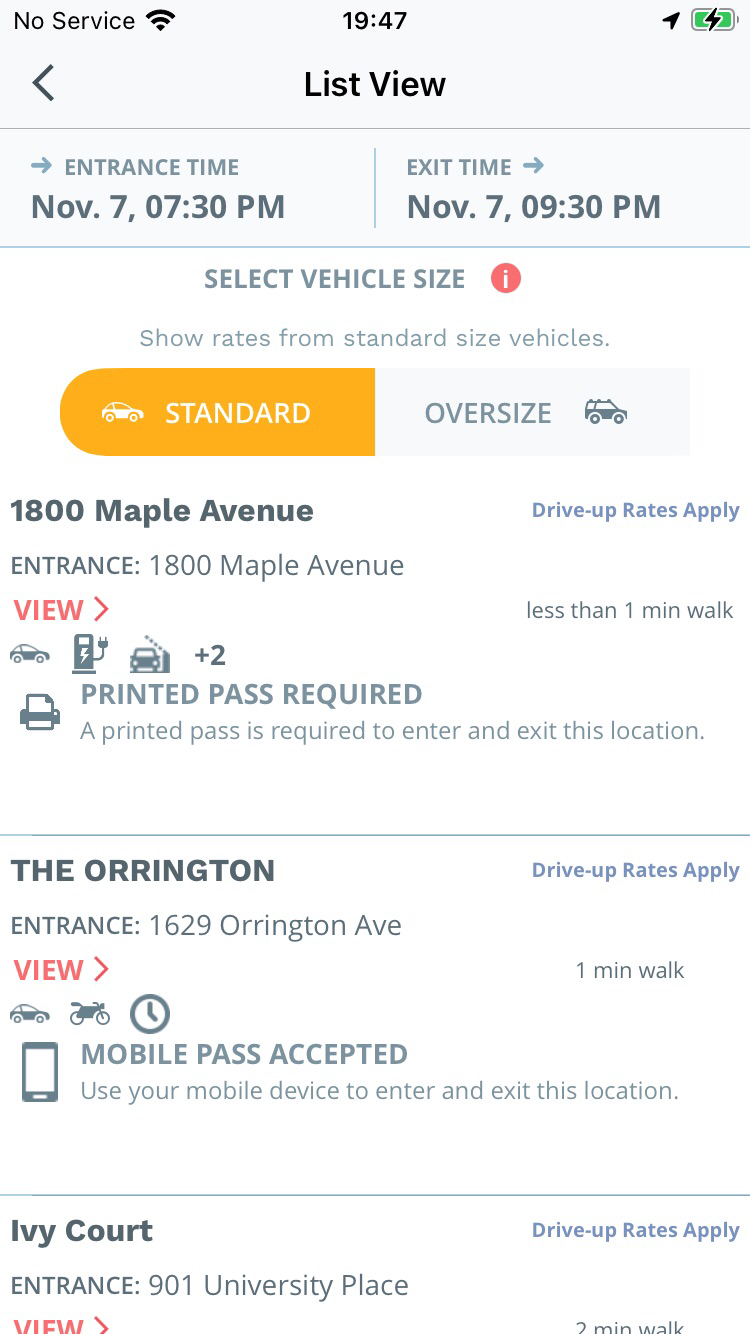 No Service
19:47
List View
ENTRANCE TIME
Nov. 7, 07:30 PM
EXIT TIME
Nov. 7, 09:30 PM
SELECT VEHICLE SIZE i
Show rates from standard size vehicles.
STANDARD
OVERSIZE
1800 Maple Avenue
Drive-up Rates Apply
ENTRANCE: 1800 Maple Avenue
VIEW
less than 1 min walk
+2
PRINTED PASS REQUIRED
A printed pass is required to enter and exit this location.
THE ORRINGTON
Drive-up Rates Apply
ENTRANCE: 1629 Orrington Ave
VIEW
1 min walk
MOBILE PASS ACCEPTED
Use your mobile device to enter and exit this location.
Ivy Court
Drive-up Rates Apply
ENTRANCE: 901 University Place
VIEW
2 min walk